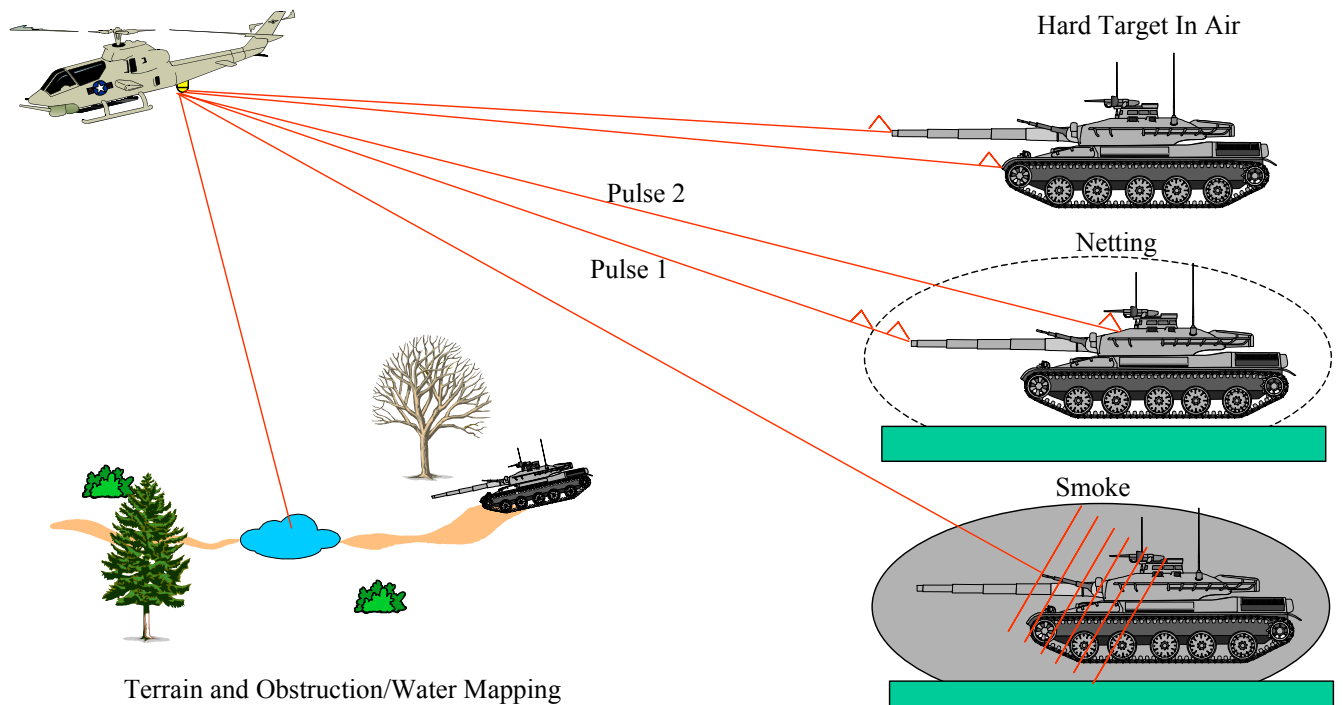 Hard Target In Air
Pulse 2
Netting
Pulse 1
Smoke
Terrain and Obstruction/Water Mapping